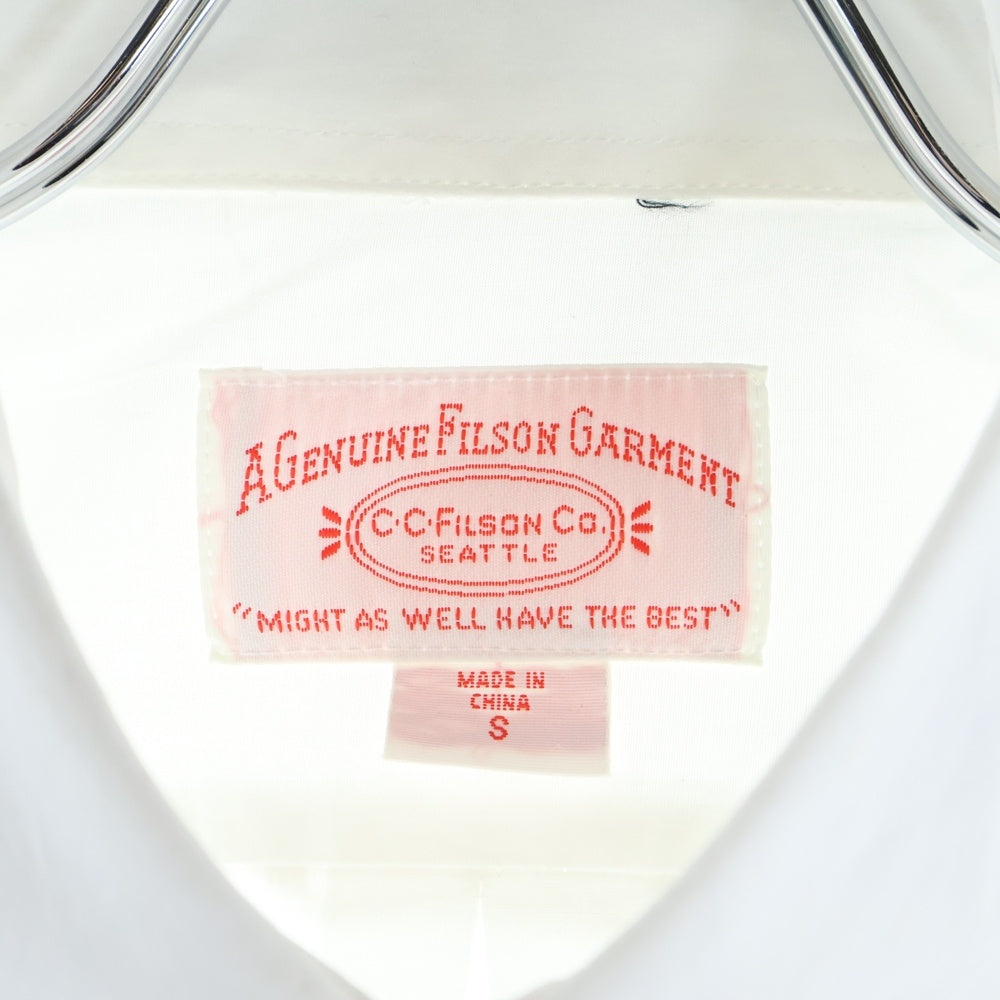 A GENUINE FILSON GARMENT
C·C·FILSON CO.
SEATTLE
"MIGHT AS WELL HAVE THE BEST"
MADE IN
CHINA
S